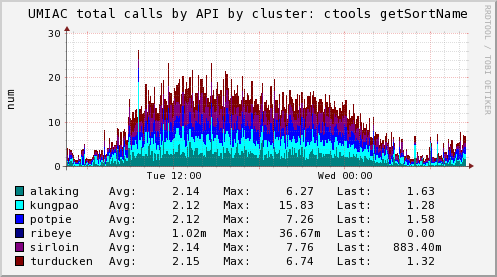 UMIAC total calls by API by cluster: ctools getSortName
RRDTOOL / TOBI OETIKER
num
30
20
10
0
Tue 12:00 Wed 00:00
alaking Avg: 2.14 Max: 6.27 Last: 1.63
kungpao Avg: 2.12 Max: 15.83 Last: 1.28
potpie Avg: 2.12 Max: 7.26 Last: 1.58
ribeye Avg: 1.02m Max: 36.67m Last: 0.00
sirloin Avg: 2.14 Max: 7.76 Last: 883.40m
turducken Avg: 2.15 Max: 6.74 Last: 1.32